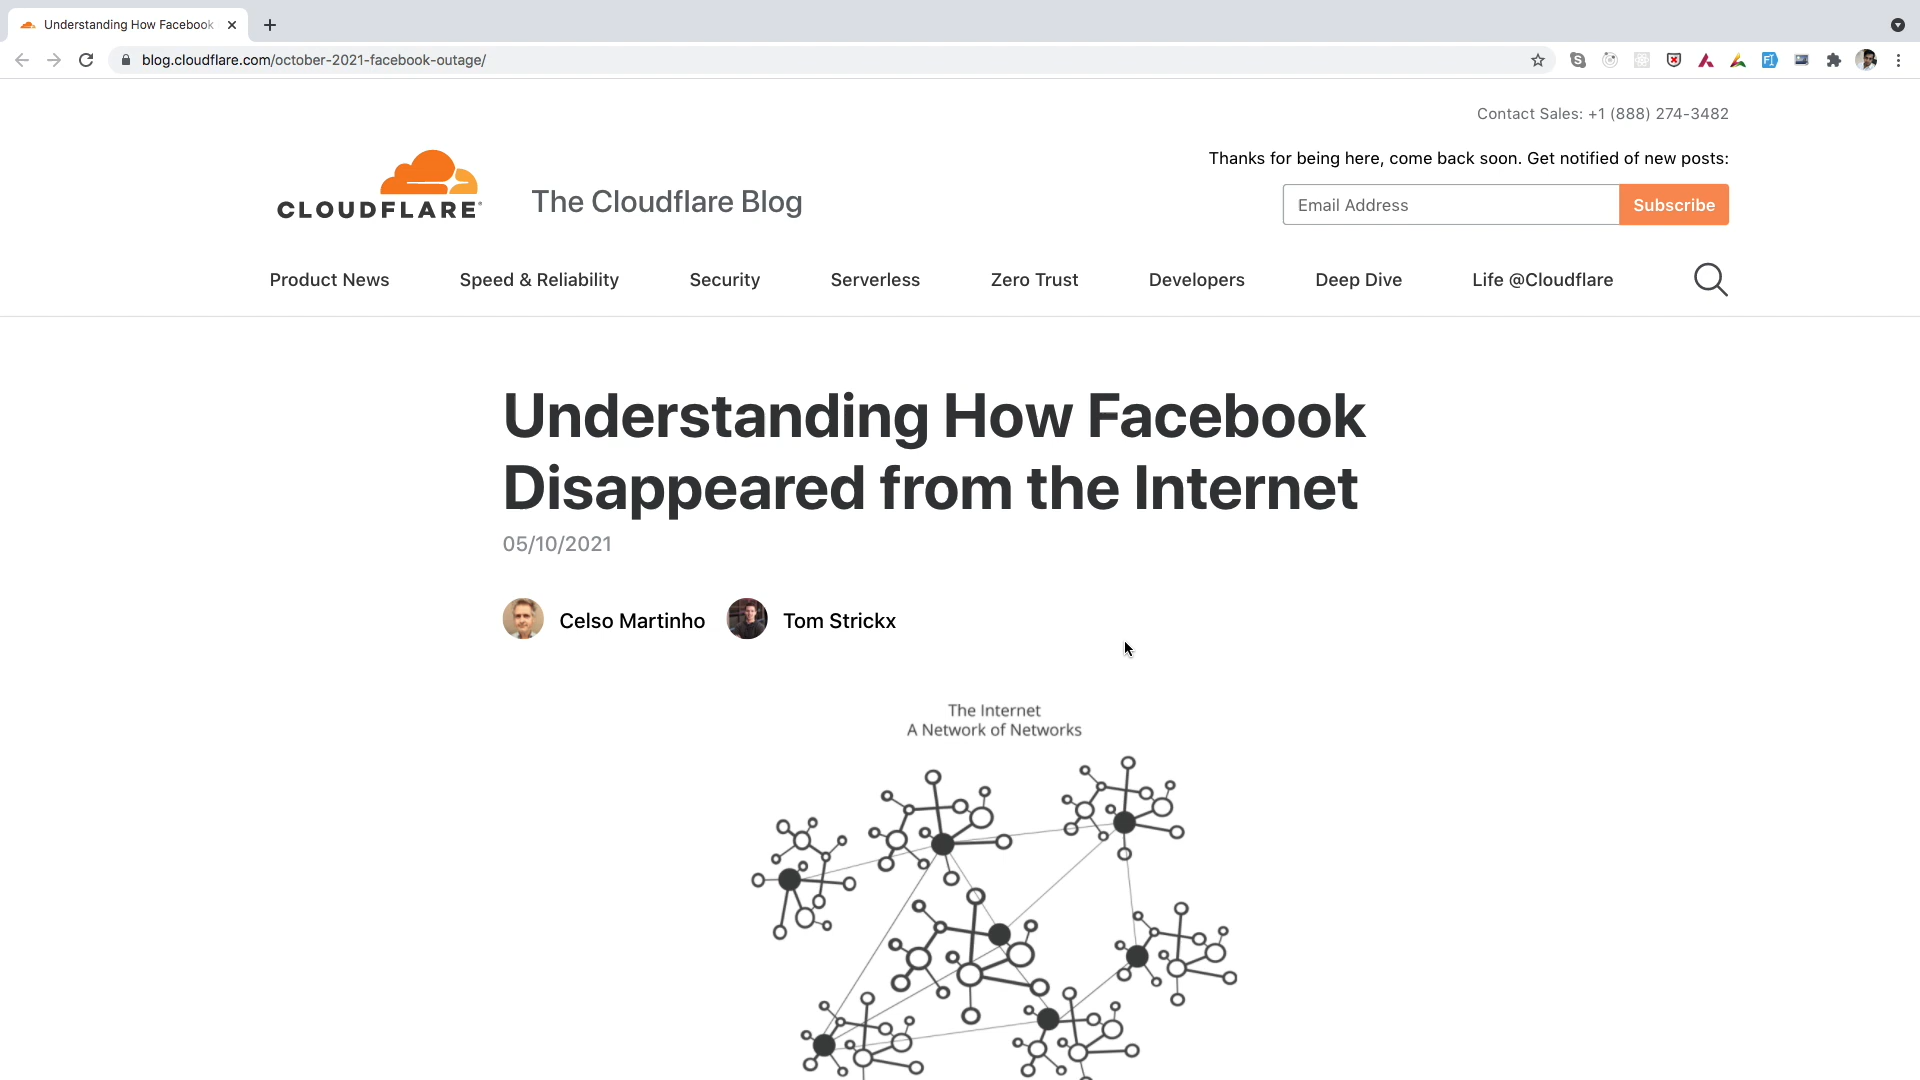 Understanding How Facebook
blog.cloudflare.com/october-2021-facebook-outage/
Contact Sales: +1 (888) 274-3482
Thanks for being here, come back soon. Get notified of new posts:
CLOUDFLARE
The Cloudflare Blog
Email Address
Subscribe
Product News
Speed & Reliability
Security
Serverless
Zero Trust
Developers
Deep Dive
Life @Cloudflare
Understanding How Facebook
Disappeared from the Internet
05/10/2021
Celso Martinho
Tom Strickx
The Internet
A Network of Networks